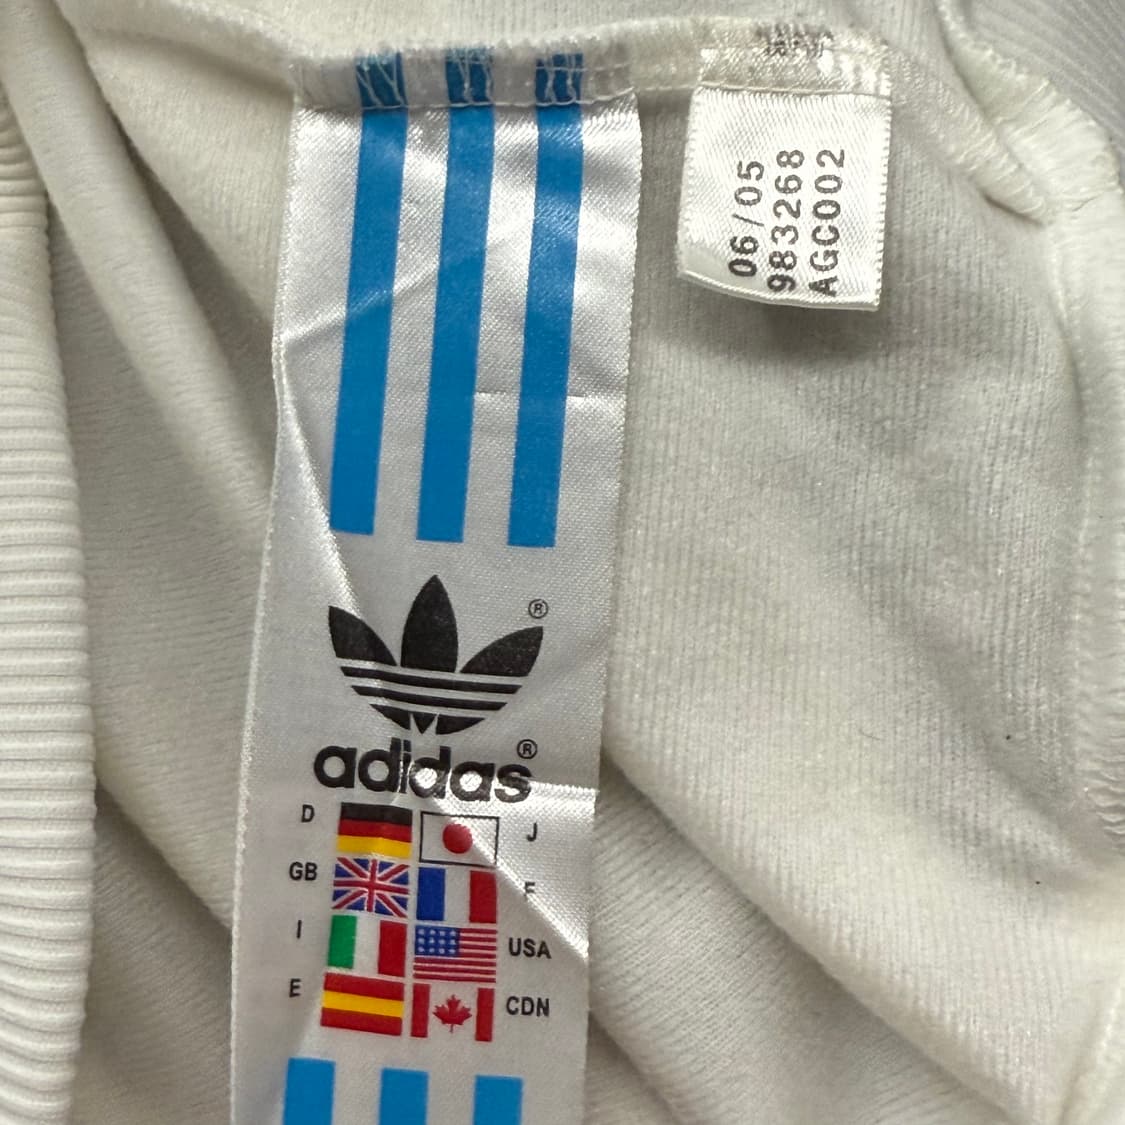 06/05
983268
AGC002
®
adidas®
D J
GB F
I USA
E CDN